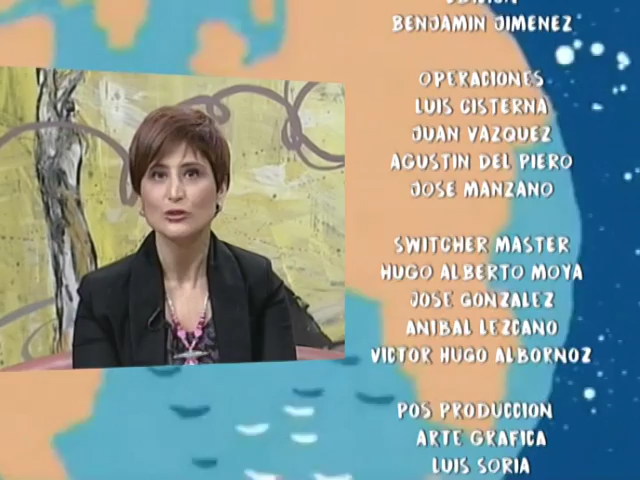 BENJAMIN JIMENEZ
OPERACIONES
LUIS CISTERNA
JUAN VAZQUEZ
AGUSTIN DEL PIERO
JOSE MANZANO
SWITCHER MASTER
HUGO ALBERTO MOYA
JOSE GONZALEZ
ANIBAL LEZCANO
VICTOR HUGO ALBORNOZ
POS PRODUCCION
ARTE GRAFICA
LUIS SORIA